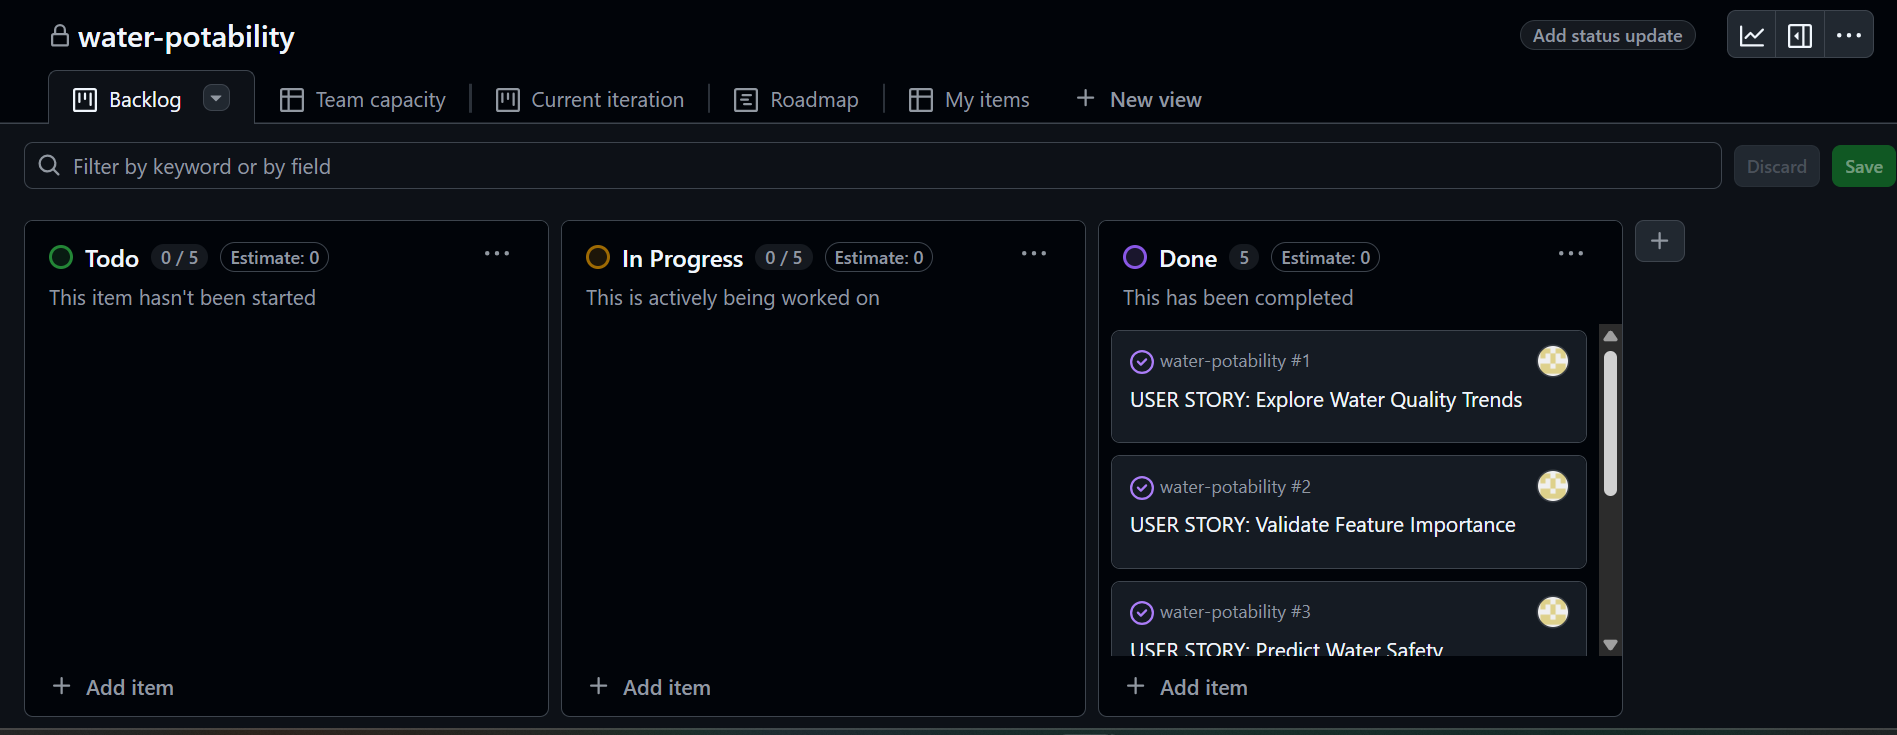 water-potability
Add status update
Backlog
Team capacity
Current iteration
Roadmap
My items
New view
Filter by keyword or by field
Discard
Save
Todo 0 / 5 Estimate: 0
This item hasn't been started
Add item
In Progress 0 / 5 Estimate: 0
This is actively being worked on
Add item
Done 5 Estimate: 0
This has been completed
water-potability #1
USER STORY: Explore Water Quality Trends
water-potability #2
USER STORY: Validate Feature Importance
water-potability #3
USER STORY: Predict Water Safety
Add item